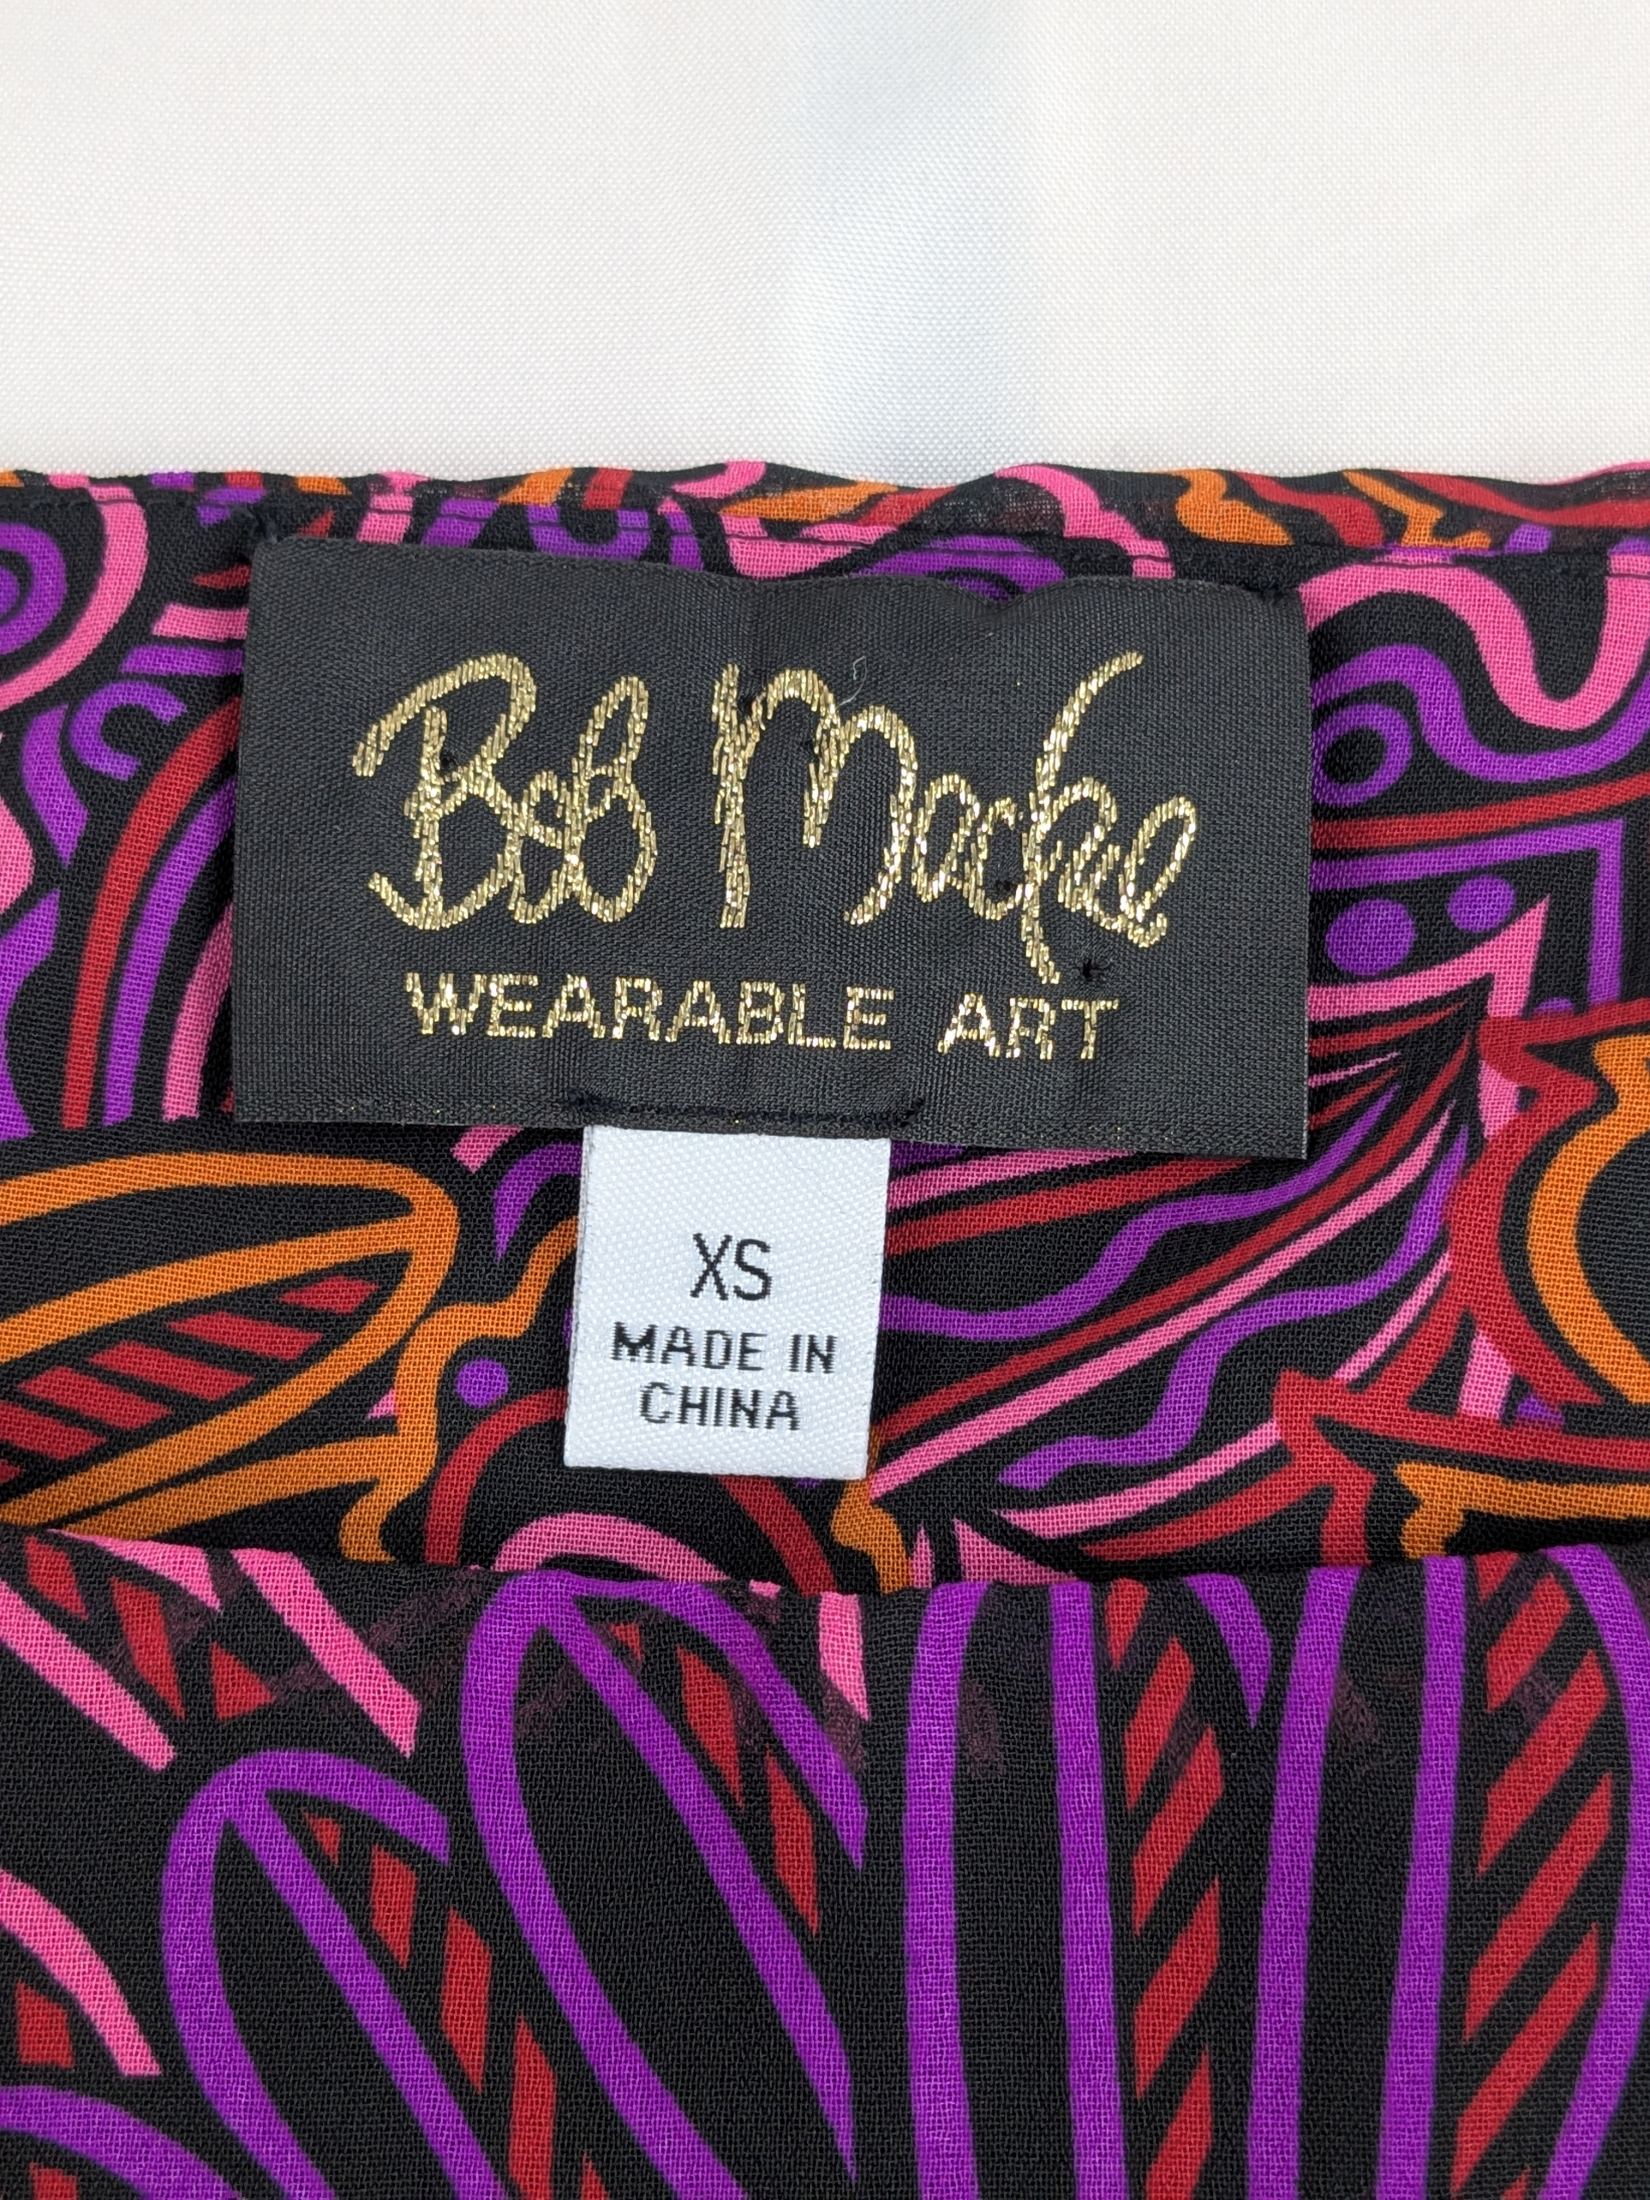 Bob Mackie
WEARABLE ART
XS
MADE IN
CHINA